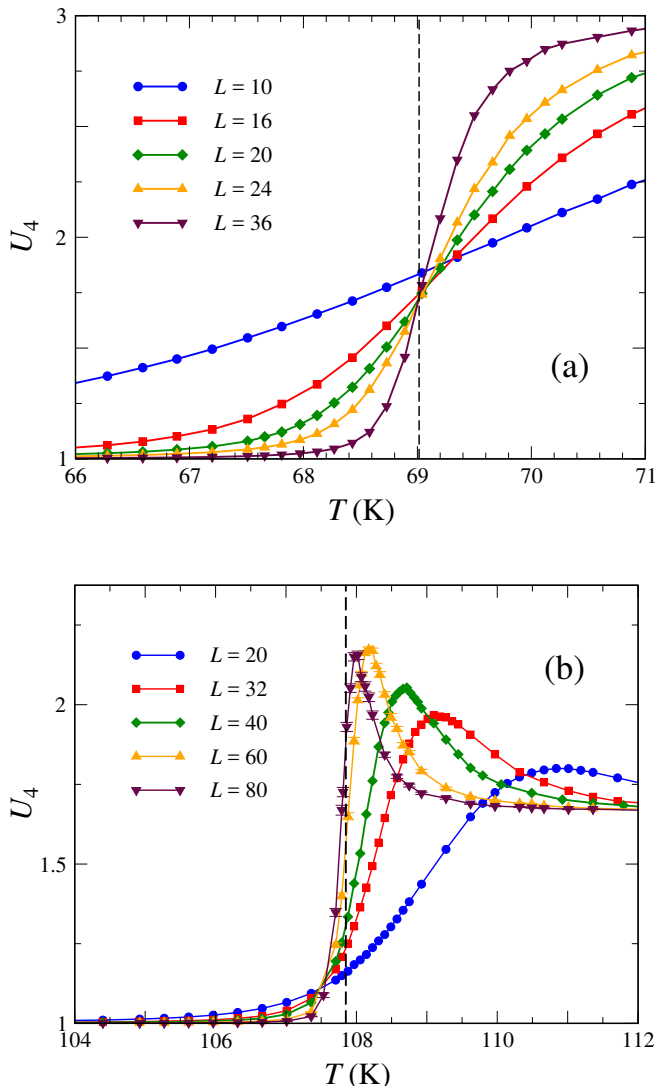 3
2
1
U₄
L = 10
L = 16
L = 20
L = 24
L = 36
(a)
66 67 68 69 70 71
T (K)
2
1.5
1
U₄
L = 20
L = 32
L = 40
L = 60
L = 80
(b)
104 106 108 110 112
T (K)